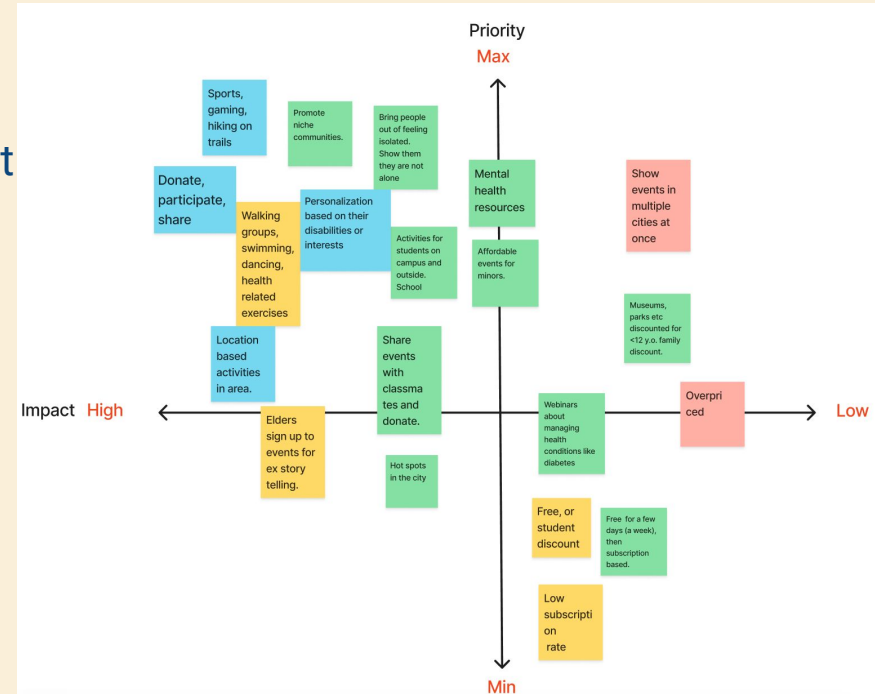 Priority
Max
t
Sports,
gaming,
hiking on
trails
Promote
niche
communities.
Bring people
out of feeling
isolated.
Show them
they are not
alone
Mental
health
resources
Show
events in
multiple
cities at
once
Donate,
participate,
share
Walking
groups,
swimming,
dancing,
health
related
exercises
Personalization
based on their
disabilities or
interests
Activities for
students on
campus and
outside.
School
Affordable
events for
minors.
Museums,
parks etc
discounted for
<12 y.o. family
discount.
Location
based
activities
in area.
Share
events
with
classma
tes and
donate.
Impact High
Low
Overpri
ced
Webinars
about
managing
health
conditions like
diabetes
Elders
sign up to
events for
ex story
telling.
Hot spots
in the city
Free, or
student
discount
Free for a few
days (a week),
then
subscription
based.
Low
subscripti
on
rate
Min